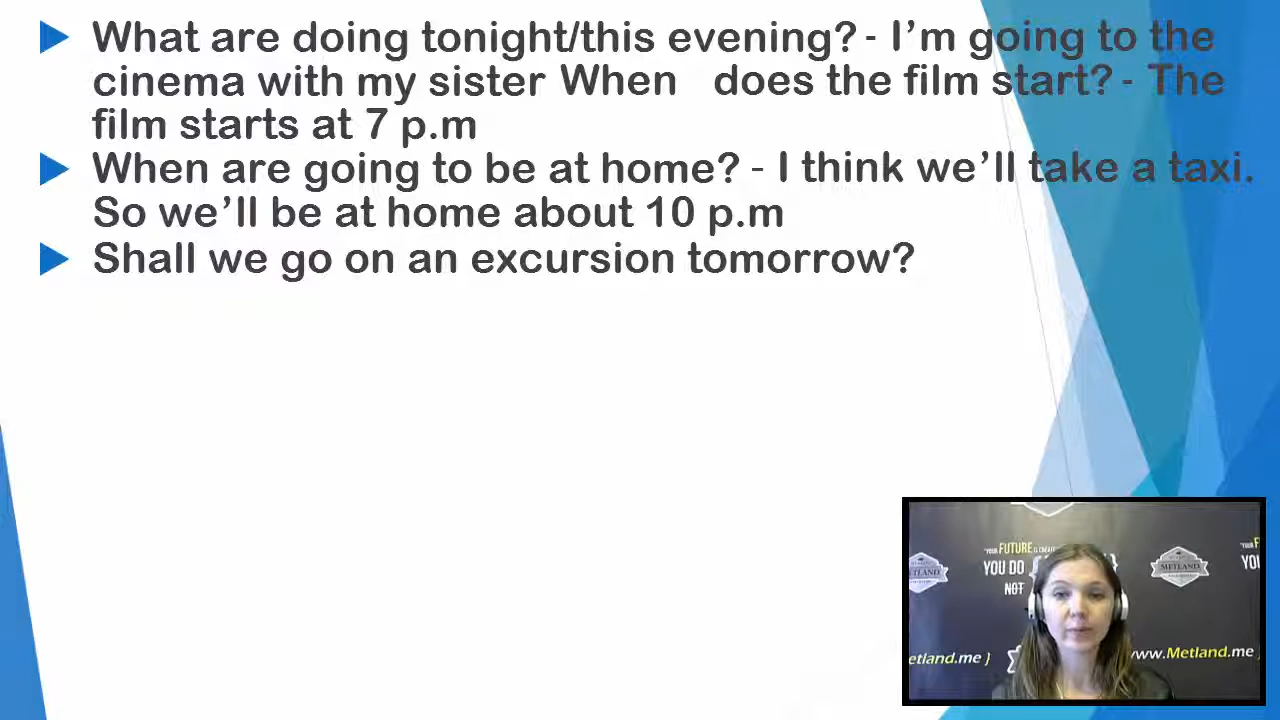 What are doing tonight/this evening? - I'm going to the
cinema with my sister When does the film start? - The
film starts at 7 p.m
When are going to be at home? - I think we'll take a taxi.
So we'll be at home about 10 p.m
Shall we go on an excursion tomorrow?
"YOUR FUTURE IS
YOU DO
NOT
METLAND
METLAND
YO
etland.me }
www.Metland.me }